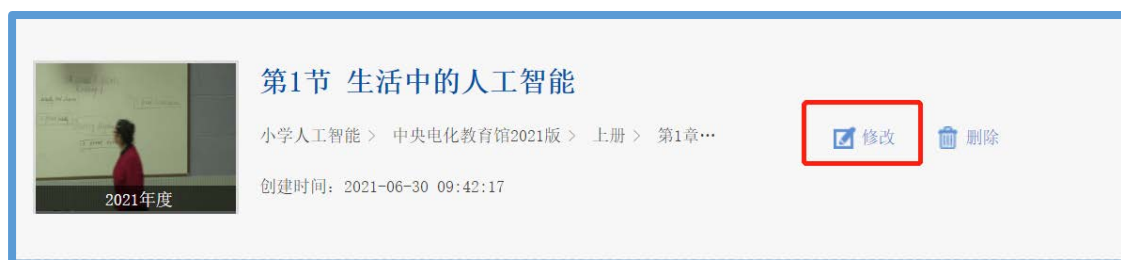 第1节 生活中的人工智能
小学人工智能 > 中央电化教育馆2021版 > 上册 > 第1章…
修改 删除
创建时间：2021-06-30 09:42:17
2021年度